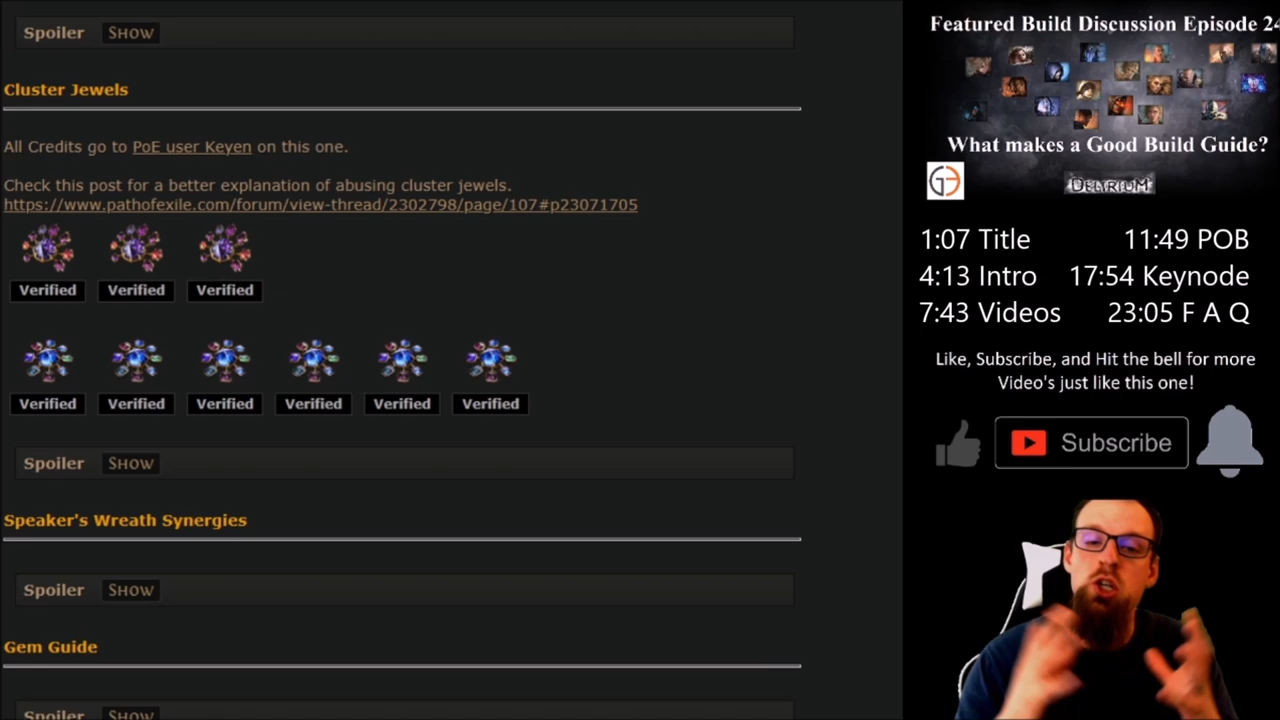 Spoiler SHOW
Cluster Jewels
All Credits go to PoE user Keyen on this one.
Check this post for a better explanation of abusing cluster jewels.
https://www.pathofexile.com/forum/view-thread/2302798/page/107#p23071705
Verified Verified Verified
Verified Verified Verified Verified Verified Verified
Spoiler SHOW
Speaker's Wreath Synergies
Spoiler SHOW
Gem Guide
Spoiler SHOW
Featured Build Discussion Episode 24
What makes a Good Build Guide?
DELIRIUM
1:07 Title 11:49 POB
4:13 Intro 17:54 Keynode
7:43 Videos 23:05 F A Q
Like, Subscribe, and Hit the bell for more
Video's just like this one!
Subscribe